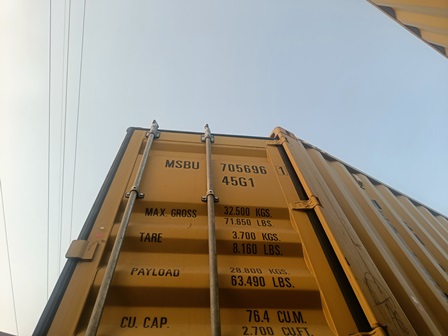 MSBU 705696 1
45G1
MAX. GROSS 32.500 KGS.
71.650 LBS.
TARE 3.700 KGS.
8.160 LBS.
PAYLOAD 28.800 KGS.
63.490 LBS.
CU. CAP. 76.4 CU.M.
2.700 CU.FT.